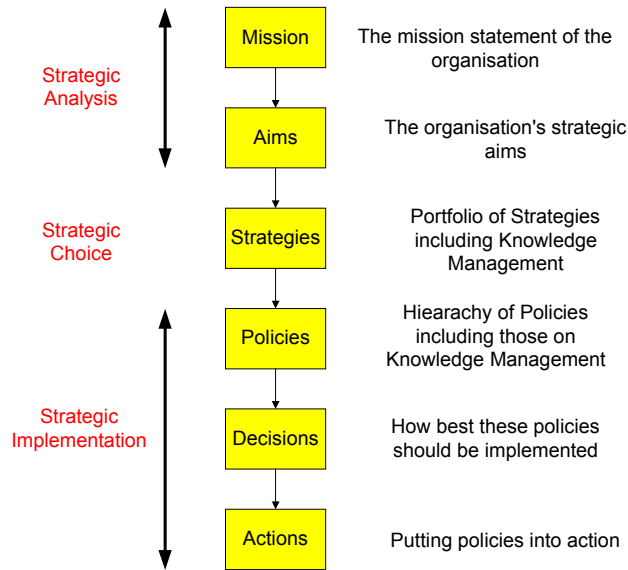 Mission
The mission statement of the
organisation
Strategic
Analysis
Aims
The organisation's strategic
aims
Strategic
Choice
Strategies
Portfolio of Strategies
including Knowledge
Management
Policies
Hiearachy of Policies
including those on
Knowledge Management
Strategic
Implementation
Decisions
How best these policies
should be implemented
Actions
Putting policies into action